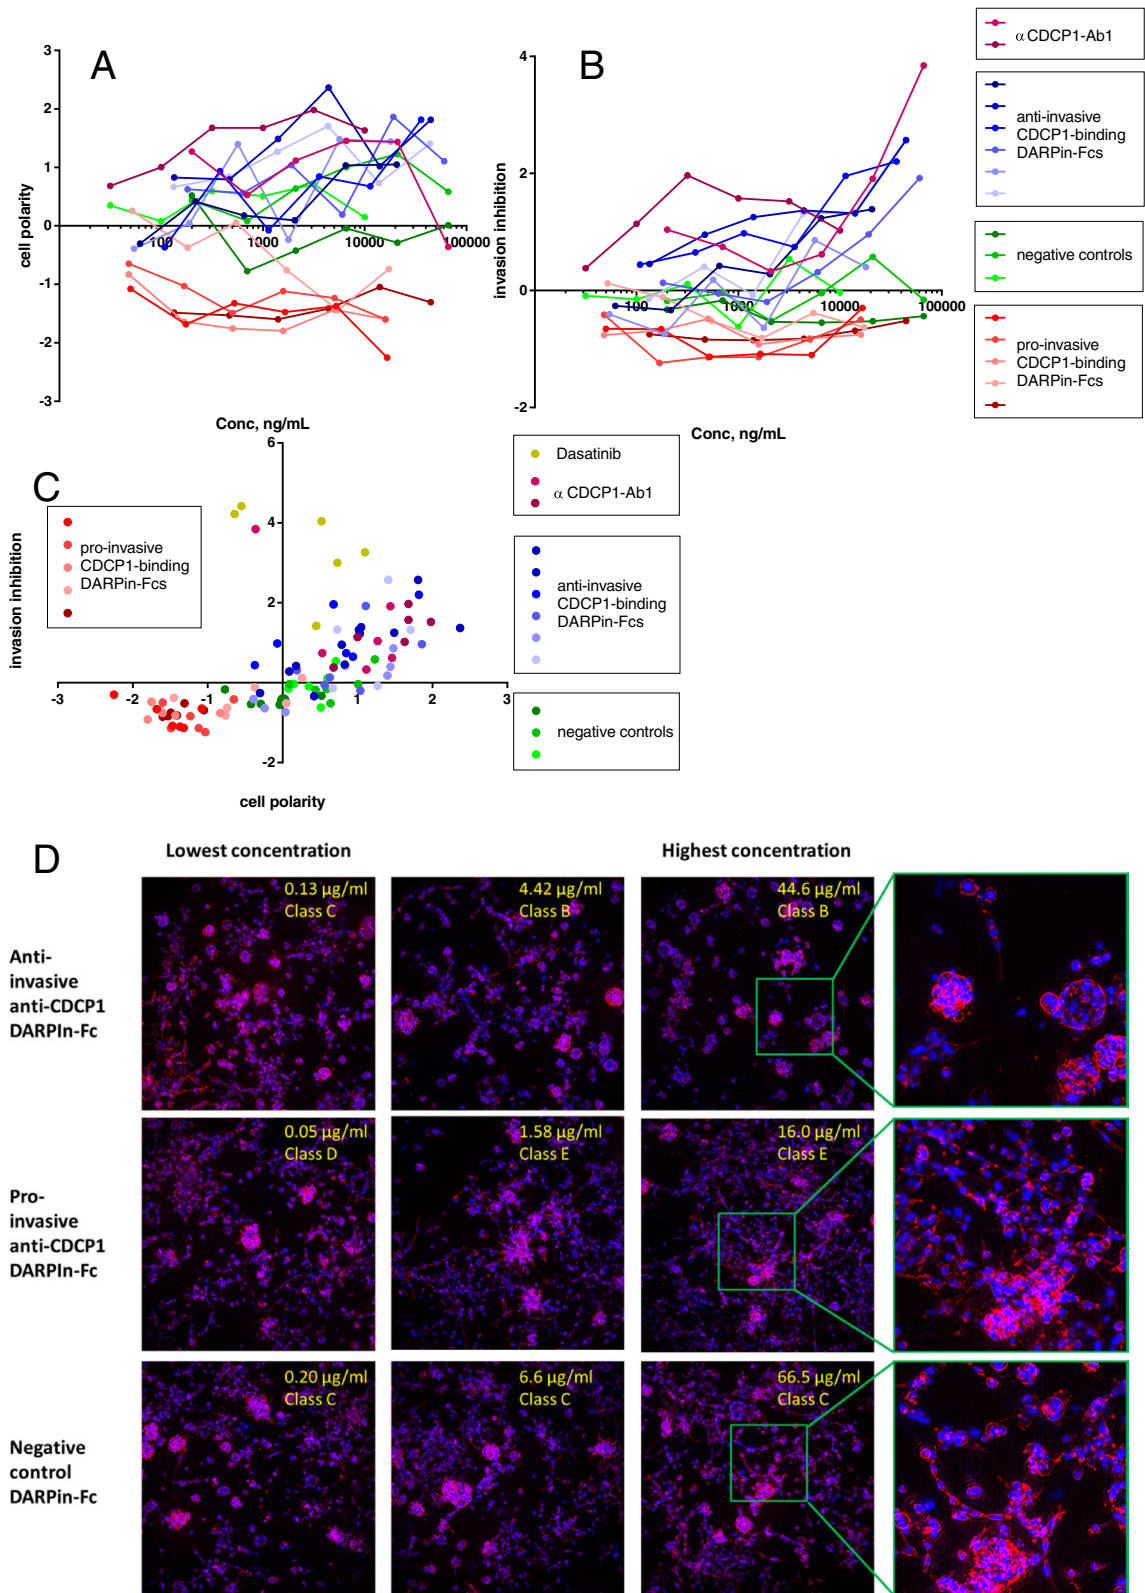 A
3
2
1
0
-1
-2
-3
cell polarity
100
1000
10000
100000
Conc, ng/mL
B
4
2
0
-2
invasion inhibition
100
1000
10000
100000
Conc, ng/mL
α CDCP1-Ab1
anti-invasive
CDCP1-binding
DARPin-Fcs
negative controls
pro-invasive
CDCP1-binding
DARPin-Fcs
C
6
4
2
-2
-3
-2
-1
1
2
3
invasion inhibition
cell polarity
pro-invasive
CDCP1-binding
DARPin-Fcs
Dasatinib
α CDCP1-Ab1
anti-invasive
CDCP1-binding
DARPin-Fcs
negative controls
D
Lowest concentration
Highest concentration
Anti-
invasive
anti-CDCP1
DARPIn-Fc
0.13 µg/ml
Class C
4.42 µg/ml
Class B
44.6 µg/ml
Class B
Pro-
invasive
anti-CDCP1
DARPIn-Fc
0.05 µg/ml
Class D
1.58 µg/ml
Class E
16.0 µg/ml
Class E
Negative
control
DARPin-Fc
0.20 µg/ml
Class C
6.6 µg/ml
Class C
66.5 µg/ml
Class C